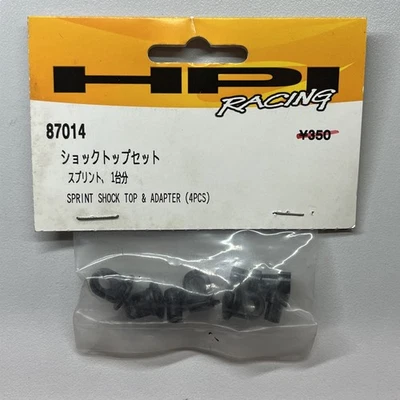 HPI
RACING
87014
¥350
ショックトップセット
スプリント、1台分
SPRINT SHOCK TOP & ADAPTER (4PCS)